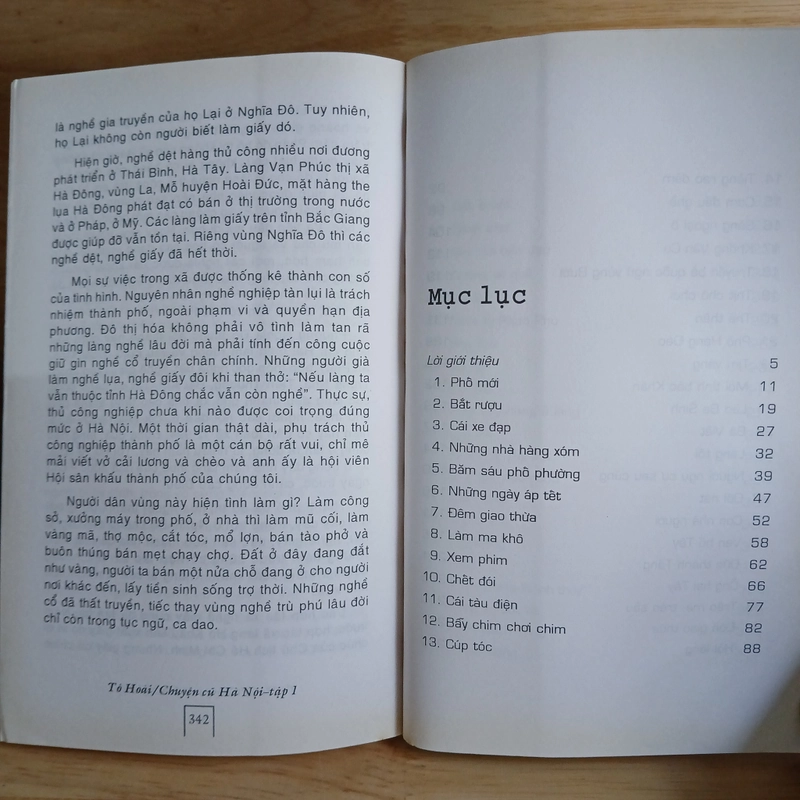 là nghề gia truyền của họ Lại ở Nghĩa Đô. Tuy nhiên,
họ Lại không còn người biết làm giấy dó.
Hiện giờ, nghề dệt hàng thủ công nhiều nơi đương
phát triển ở Thái Bình, Hà Tây. Làng Vạn Phúc thị xã
Hà Đông, vùng La, Mỗ huyện Hoài Đức, mặt hàng the
lụa Hà Đông phát đạt có bán ở thị trường trong nước
và ở Pháp, ở Mỹ. Các làng làm giấy trên tỉnh Bắc Giang
được giúp đỡ vẫn tồn tại. Riêng vùng Nghĩa Đô thì các
nghề dệt, nghề giấy đã hết thời.
Mọi sự việc trong xã được thống kê thành con số
của tình hình. Nguyên nhân nghề nghiệp tàn lụi là trách
nhiệm thành phố, ngoài phạm vi và quyền hạn địa
phương. Đô thị hóa không phải vô tình làm tan rã
những làng nghề lâu đời mà phải tính đến công cuộc
giữ gìn nghề cổ truyền chân chính. Những người già
làm nghề lụa, nghề giấy đôi khi than thở: "Nếu làng ta
vẫn thuộc tỉnh Hà Đông chắc vẫn còn nghề". Thực sự,
thủ công nghiệp chưa khi nào được coi trọng đúng
mức ở Hà Nội. Một thời gian thật dài, phụ trách thủ
công nghiệp thành phố là một cán bộ rất vui, chỉ mê
mải viết vở cải lương và chèo và anh ấy là hội viên
Hội sân khấu thành phố của chúng tôi.
Người dân vùng này hiện tình làm gì? Làm công
sở, xưởng máy trong phố, ở nhà thì làm mũ cối, làm
vàng mã, thợ mộc, cắt tóc, mổ lợn, bán tào phở và
buôn thúng bán mẹt chạy chợ. Đất ở đây đang đắt
như vàng, người ta bán một nửa chỗ đang ở cho người
nơi khác đến, lấy tiền sinh sống trợ thời. Những nghề
cổ đã thất truyền, tiếc thay vùng nghề trù phú lâu đời
chỉ còn trong tục ngữ, ca dao.
Tô Hoài/Chuyện cũ Hà Nội–tập 1
342
Mục lục
Lời giới thiệu 5
1. Phố mới 11
2. Bắt rượu 19
3. Cái xe đạp 27
4. Những nhà hàng xóm 32
5. Băm sáu phố phường 39
6. Những ngày áp tết 47
7. Đêm giao thừa 52
8. Làm ma khô 58
9. Xem phim 62
10. Chết đói 66
11. Cái tàu điện 77
12. Bẫy chim chơi chim 82
13. Cúp tóc 88